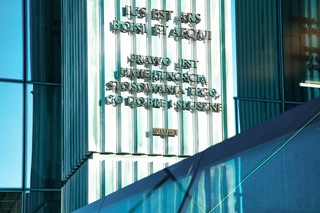 IUS EST ARS
BONI ET AEQUI
PRAWO JEST
UMIEJĘTNOŚCIĄ
STOSOWANIA TEGO,
CO DOBRE I SŁUSZNE